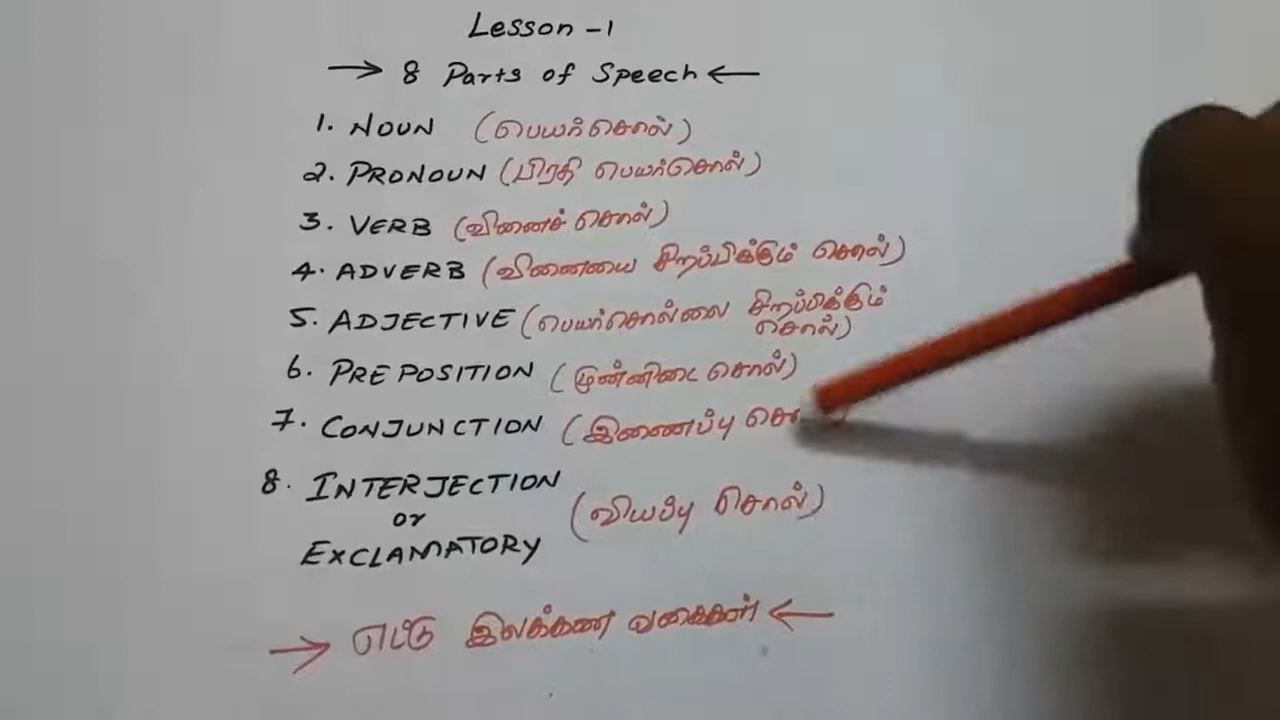 Lesson -1
→ 8 Parts of Speech ←
1. NOUN (பெயர்சொல்)
2. PRONOUN (பிரதி பெயர்சொல்)
3. VERB (வினைச் சொல்)
4. ADVERB (வினையை சிறப்பிக்கும் சொல்)
5. ADJECTIVE (பெயர்சொல்லை சிறப்பிக்கும்
சொல்)
6. PREPOSITION (முன்னிடை சொல்)
7. CONJUNCTION (இணைப்பு
8. INTERJECTION
or
EXCLAMATORY (வியப்பு சொல்)
→ எட்டு இலக்கண வகைகள் ←